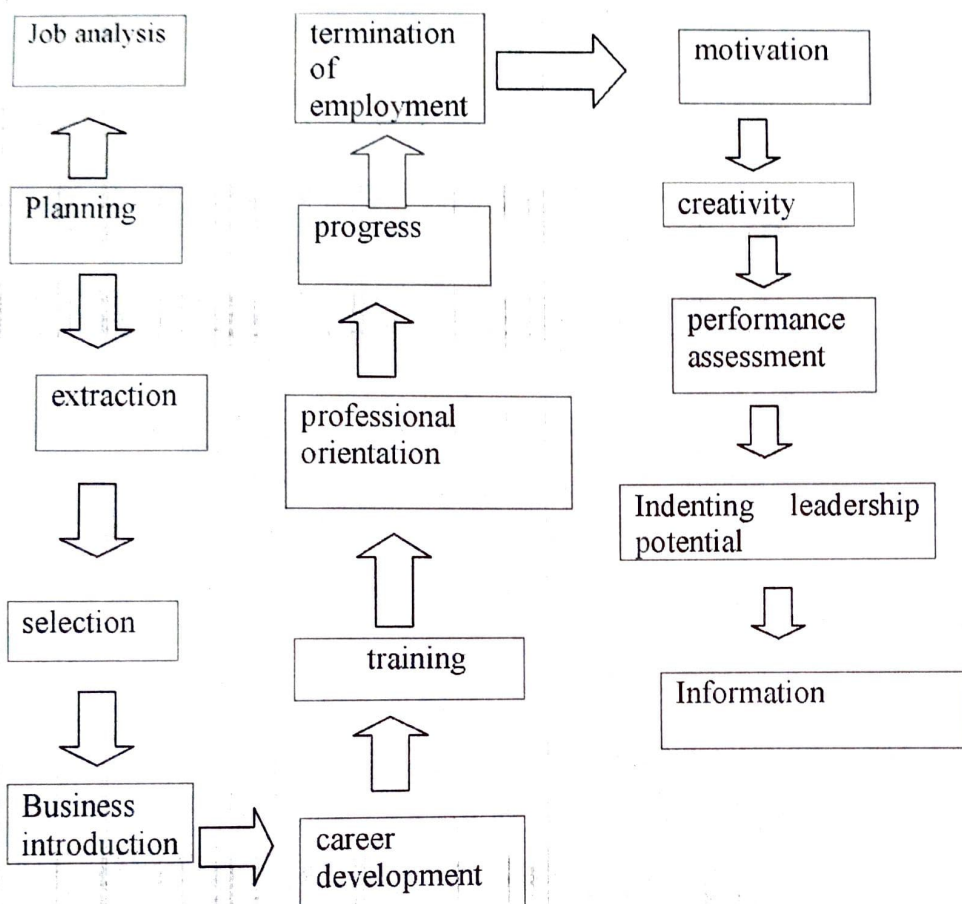 Job analysis
Planning
extraction
selection
Business
introduction
career
development
training
professional
orientation
progress
termination
of
employment
motivation
creativity
performance
assessment
Indenting leadership
potential
Information